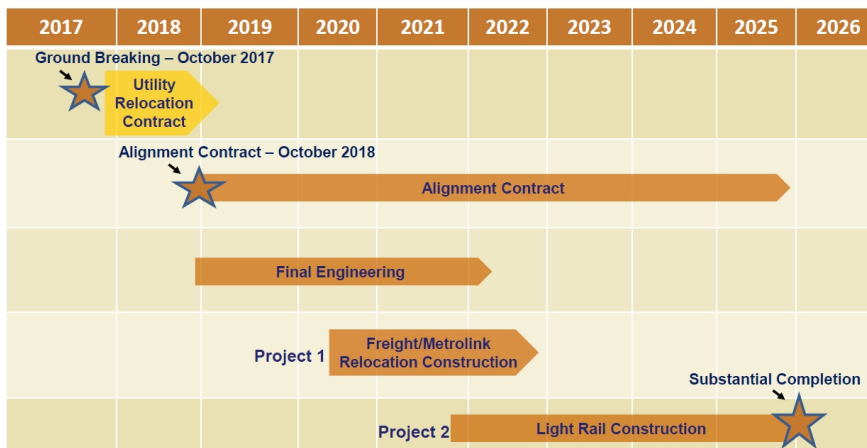 2017 2018 2019 2020 2021 2022 2023 2024 2025 2026
Ground Breaking – October 2017
Utility
Relocation
Contract
Alignment Contract – October 2018
Alignment Contract
Final Engineering
Project 1
Freight/Metrolink
Relocation Construction
Substantial Completion
Project 2
Light Rail Construction